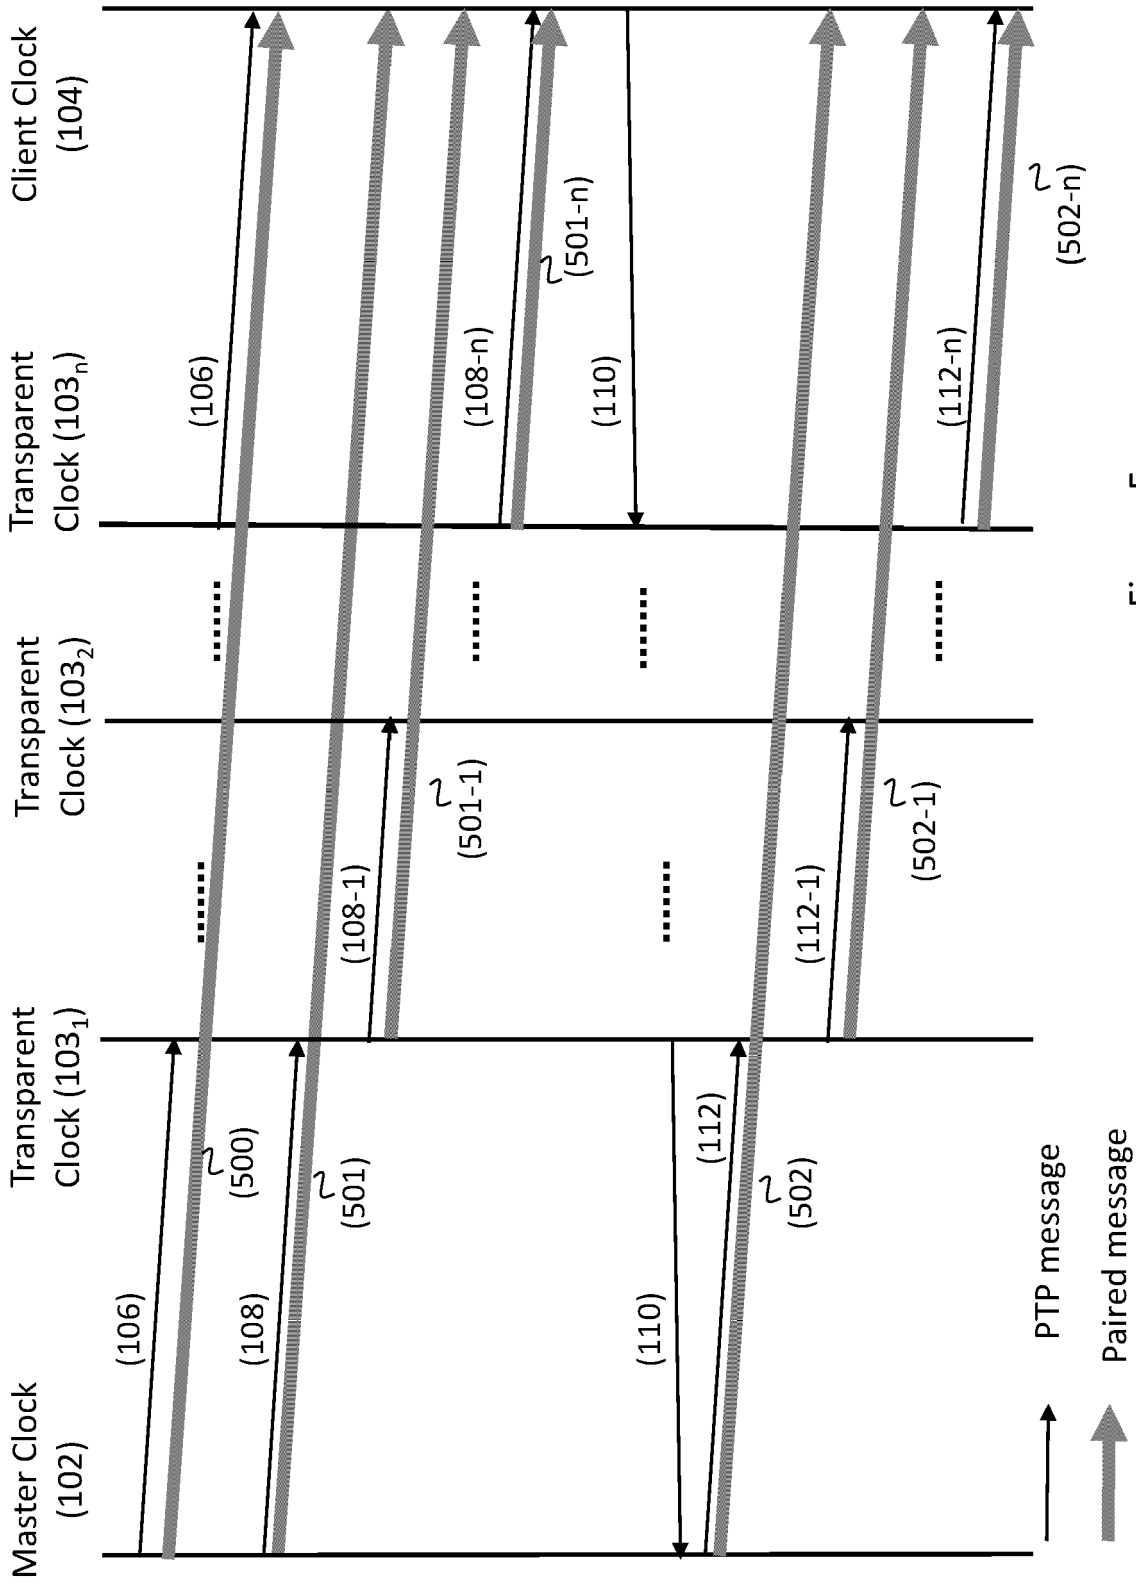 Master Clock
(102)
Transparent
Clock (103₁)
Transparent
Clock (103₂)
Transparent
Clock (103ₙ)
Client Clock
(104)
(106)
(106)
(500)
(108)
(501)
(108-1)
(501-1)
(108-n)
(501-n)
(110)
(110)
(112)
(502)
(112-1)
(502-1)
(112-n)
(502-n)
PTP message
Paired message